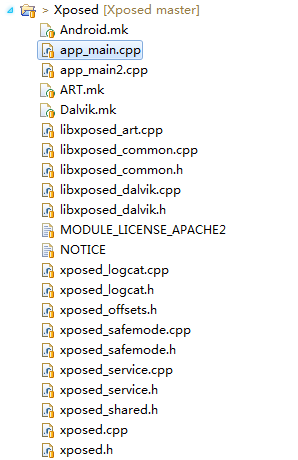 > Xposed [Xposed master]
Android.mk
app_main.cpp
app_main2.cpp
ART.mk
Dalvik.mk
libxposed_art.cpp
libxposed_common.cpp
libxposed_common.h
libxposed_dalvik.cpp
libxposed_dalvik.h
MODULE_LICENSE_APACHE2
NOTICE
xposed_logcat.cpp
xposed_logcat.h
xposed_offsets.h
xposed_safemode.cpp
xposed_safemode.h
xposed_service.cpp
xposed_service.h
xposed_shared.h
xposed.cpp
xposed.h